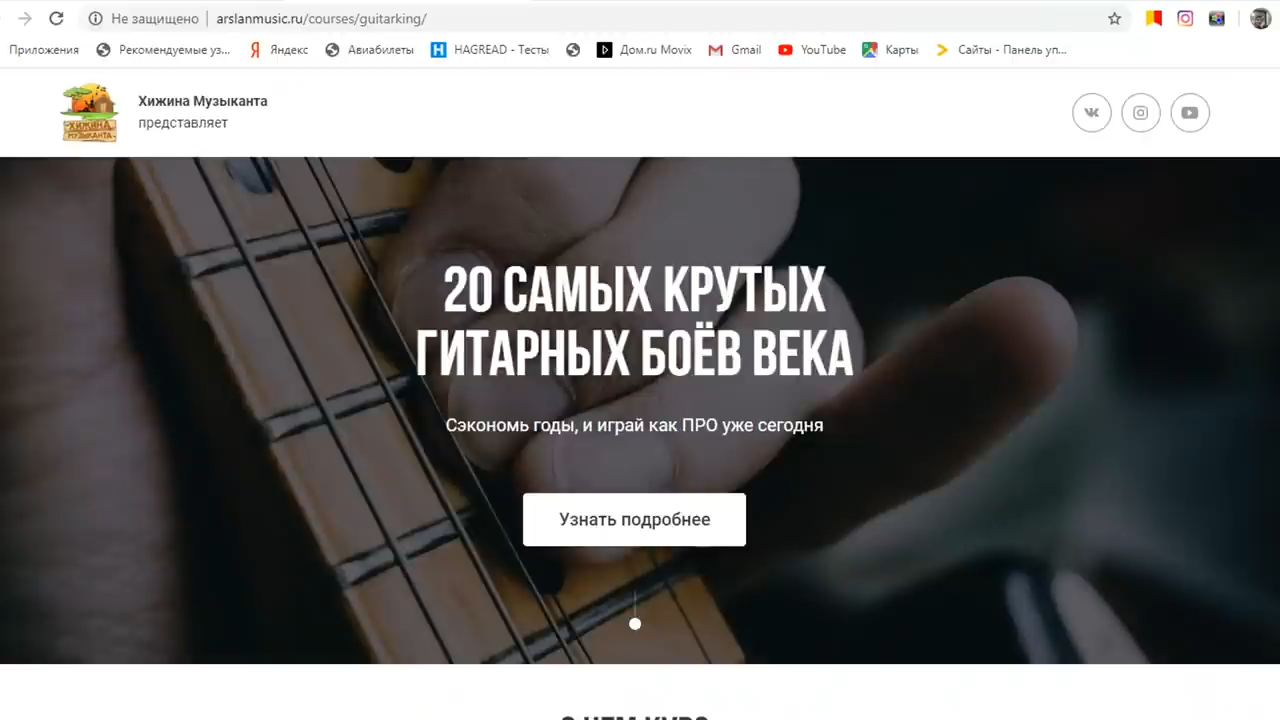 Не защищено | arslanmusic.ru/courses/guitarking/
Приложения Рекомендуемые уз... Яндекс Авиабилеты HAGREAD - Тесты Дом.ru Movix Gmail YouTube Карты Сайты - Панель уп...
Хижина Музыканта
представляет
ХИЖИНА
МУЗЫКАНТА
20 САМЫХ КРУТЫХ
ГИТАРНЫХ БОЁВ ВЕКА
Сэкономь годы, и играй как ПРО уже сегодня
Узнать подробнее